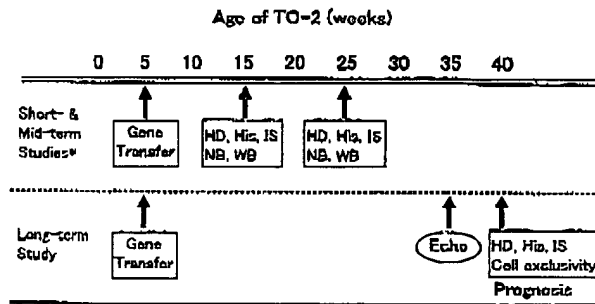 Age of TO-2 (weeks)
0 5 10 15 20 25 30 35 40
Short- &
Mid-term
Studies*
Gene
Transfer
HD, His, IS
NB, WB
HD, His, IS
NB, WB
Long-term
Study
Gene
Transfer
Echo
HD, His, IS
Cell exclusivity
Prognosis